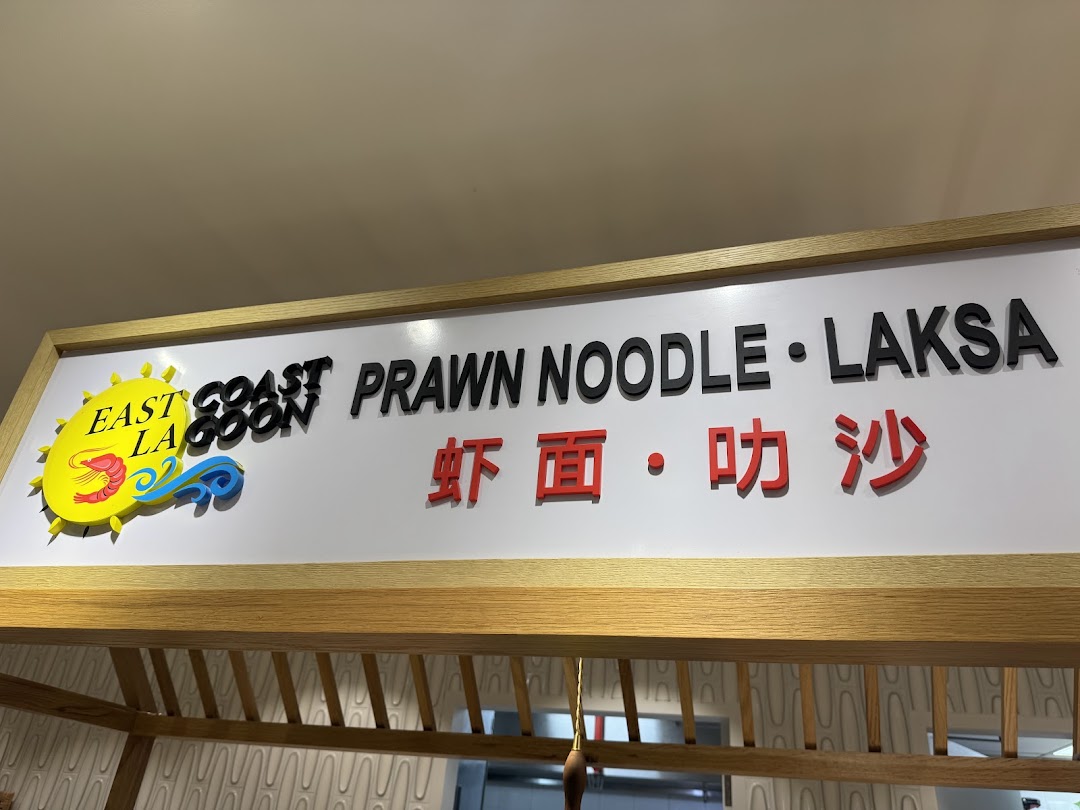 EAST COAST
LAGOON
PRAWN NOODLE · LAKSA
虾面 · 叻沙